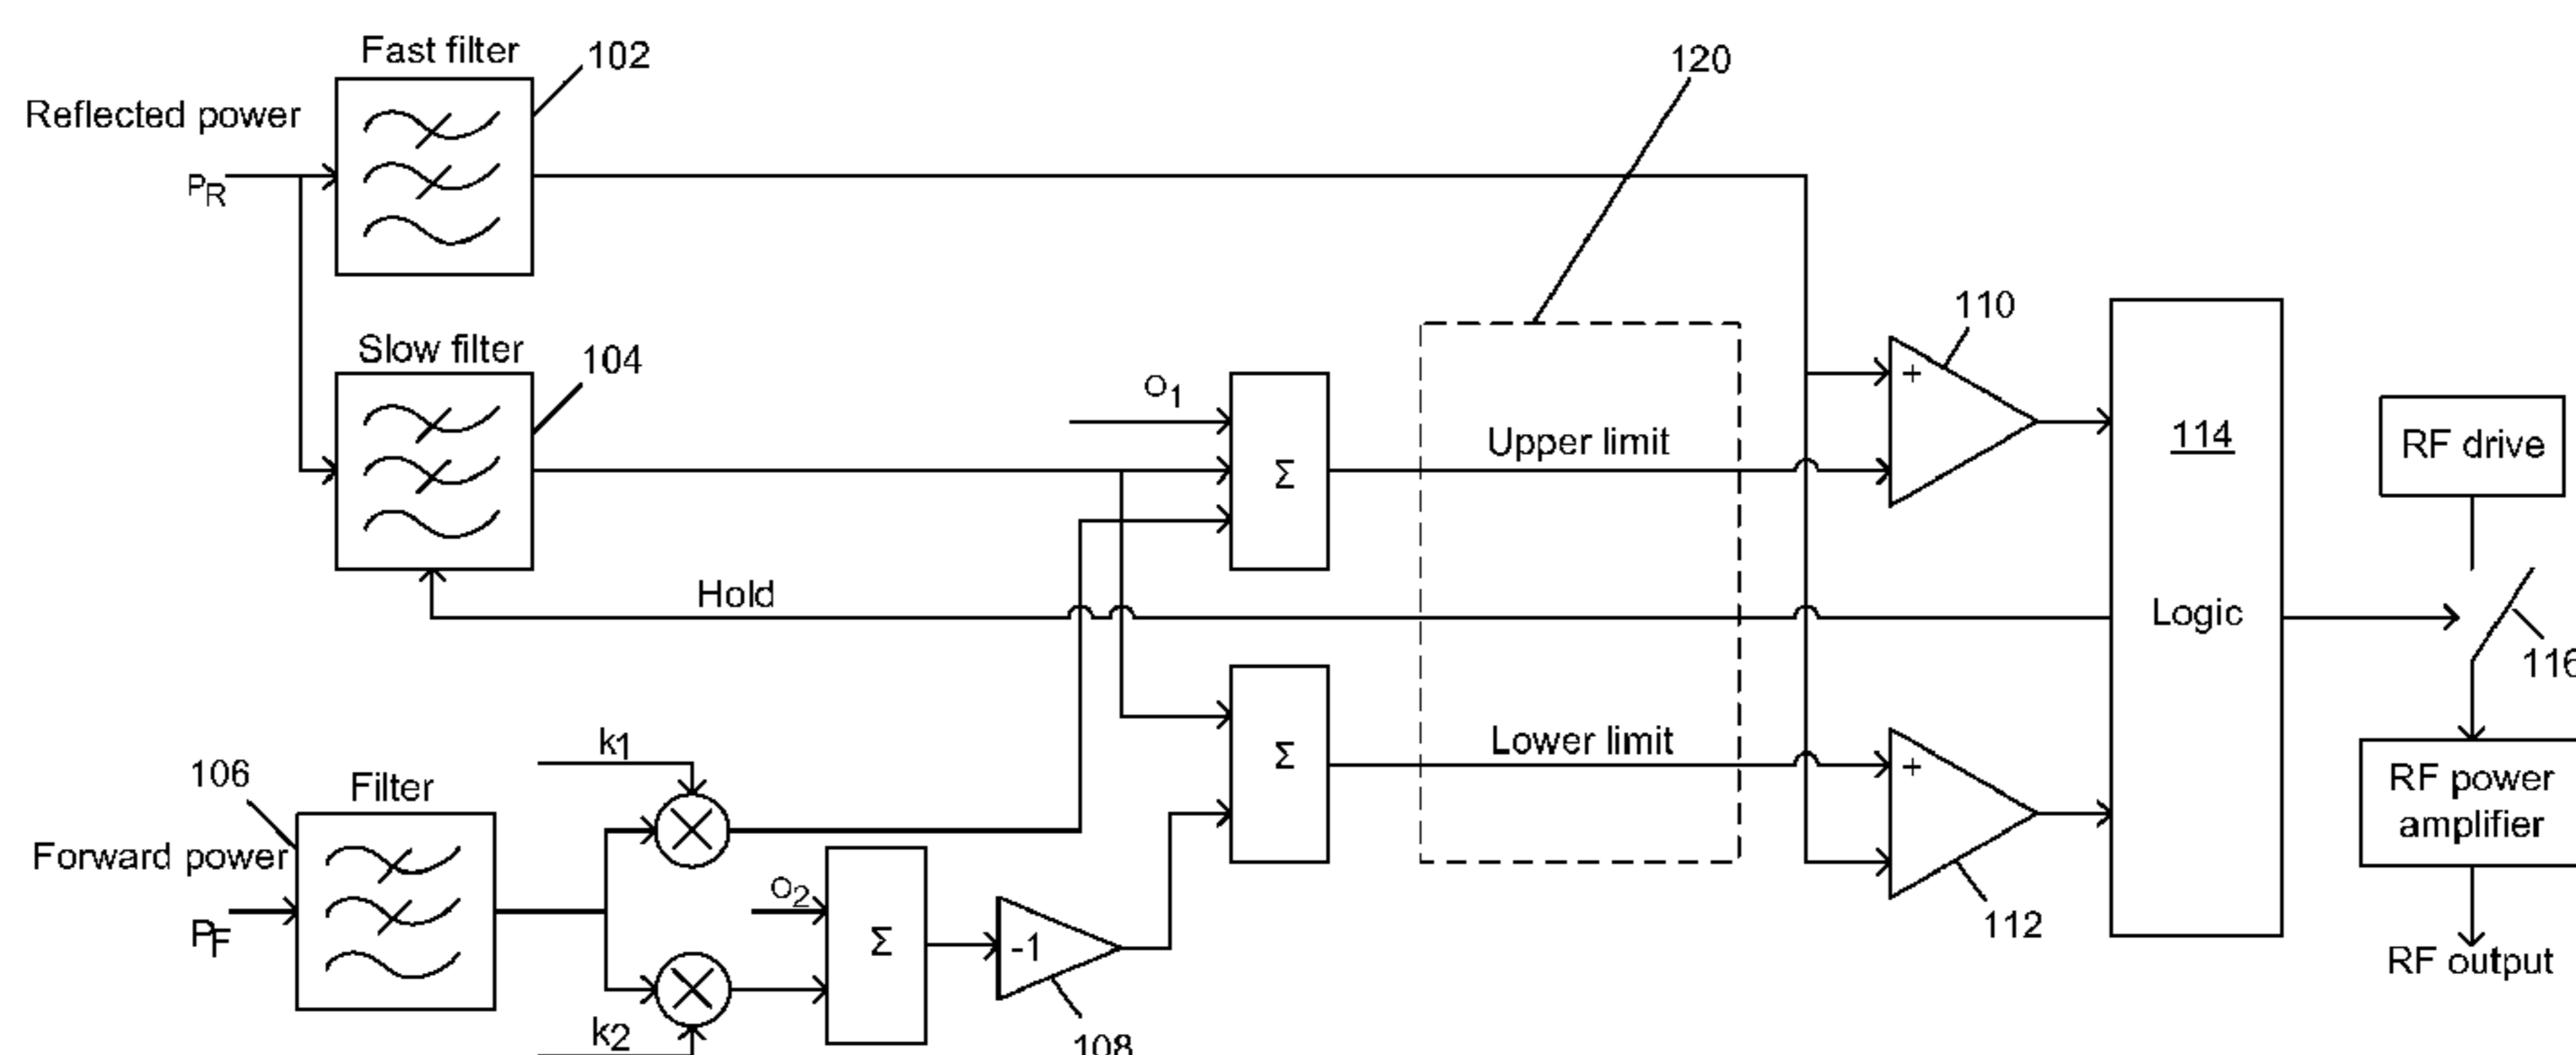 Fast filter
102
120
Reflected power
PR
110
Slow filter
104
O1
Upper limit
+
114
RF drive
Σ
Hold
Logic
116
k1
Lower limit
Σ
+
106
Filter
RF power
amplifier
Forward power
O2
PF
Σ
-1
112
RF output
k2
108